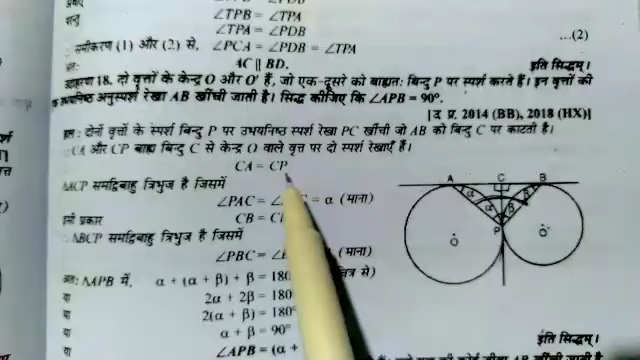 ∠TPB = ∠TPA
परन्तु ∠TPA = ∠PDB ...(2)
∴ समीकरण (1) और (2) से, ∠PCA = ∠PDB = ∠TPA
अतः AC || BD. इति सिद्धम्।
उदाहरण 18. दो वृत्तों के केन्द्र O और O' हैं, जो एक-दूसरे को बाह्यतः बिन्दु P पर स्पर्श करते हैं। इन वृत्तों की
उभयनिष्ठ अनुस्पर्श रेखा AB खींची जाती है। सिद्ध कीजिए कि ∠APB = 90°.
[उ. प्र. 2014 (BB), 2018 (HX)]
हल : दोनों वृत्तों के स्पर्श बिन्दु P पर उभयनिष्ठ स्पर्श रेखा PC खींची जो AB को बिन्दु C पर काटती है।
∵ CA और CP बाह्य बिन्दु C से केन्द्र O वाले वृत्त पर दो स्पर्श रेखाएँ हैं।
CA = CP
ΔACP समद्विबाहु त्रिभुज है जिसमें
∠PAC = ∠ = α (माना)
इसी प्रकार CB =
∴ ΔBCP समद्विबाहु त्रिभुज है जिसमें
∠PBC = (माना)
अतः ΔAPB में, α + (α + β) + β = 180 से)
या 2α + 2β = 180
या 2(α + β) = 180°
या α + β = 90°
या ∠APB = (α + इति सिद्धम्।
A C B
α α β β
P
O O'